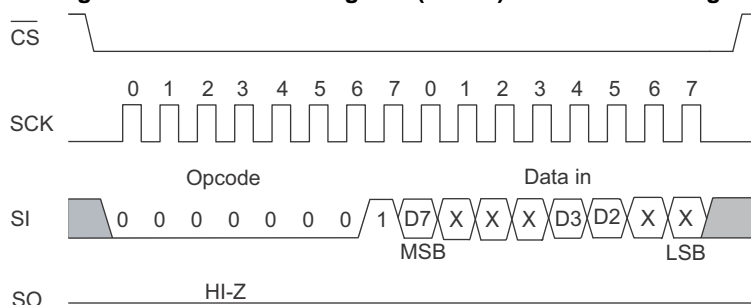 CS
0 1 2 3 4 5 6 7 0 1 2 3 4 5 6 7
SCK
Opcode Data in
SI 0 0 0 0 0 0 0 1 D7 X X X D3 D2 X X
MSB LSB
HI-Z
SO